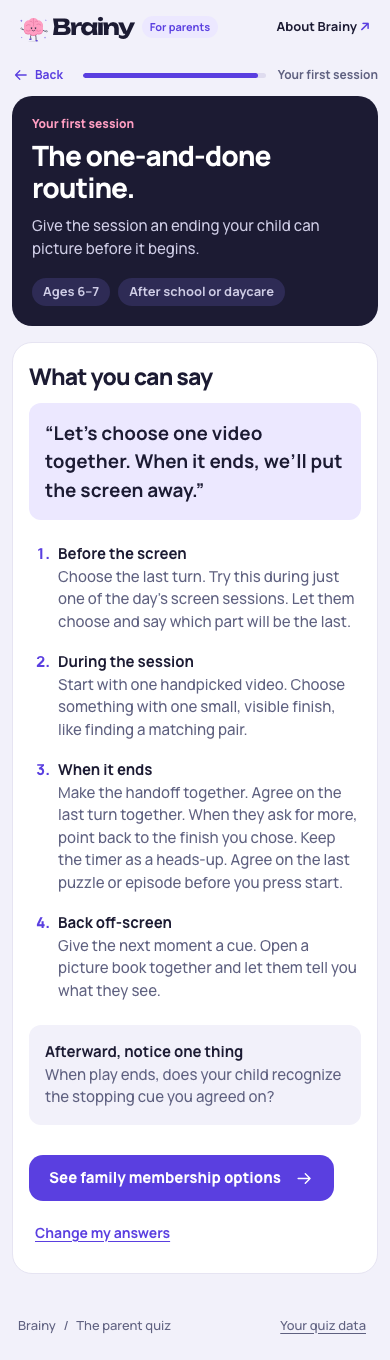 Brainy
For parents
About Brainy ↗
← Back
Your first session
Your first session
The one-and-done
routine.
Give the session an ending your child can
picture before it begins.
Ages 6–7
After school or daycare
What you can say
“Let’s choose one video
together. When it ends, we’ll put
the screen away.”
1. Before the screen
Choose the last turn. Try this during just
one of the day’s screen sessions. Let them
choose and say which part will be the last.
2. During the session
Start with one handpicked video. Choose
something with one small, visible finish,
like finding a matching pair.
3. When it ends
Make the handoff together. Agree on the
last turn together. When they ask for more,
point back to the finish you chose. Keep
the timer as a heads-up. Agree on the last
puzzle or episode before you press start.
4. Back off-screen
Give the next moment a cue. Open a
picture book together and let them tell you
what they see.
Afterward, notice one thing
When play ends, does your child recognize
the stopping cue you agreed on?
See family membership options →
Change my answers
Brainy / The parent quiz
Your quiz data